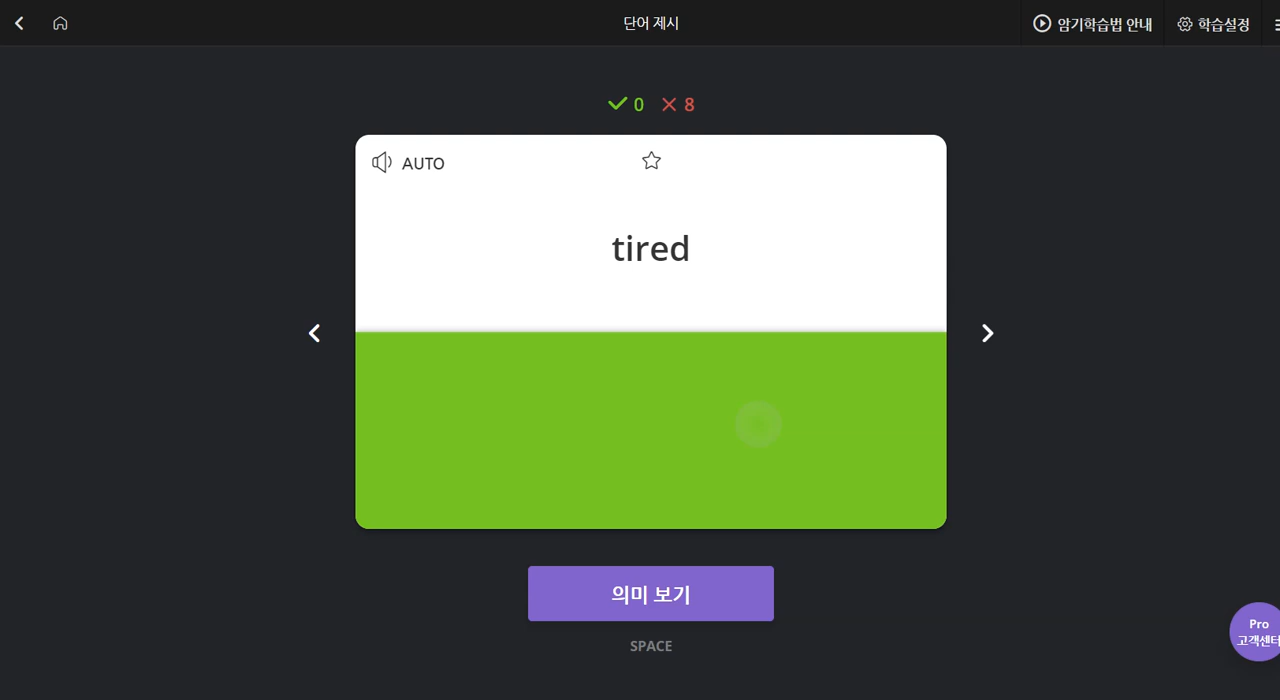 단어 제시
암기학습법 안내
학습설정
0
8
AUTO
tired
의미 보기
SPACE
Pro
고객센터